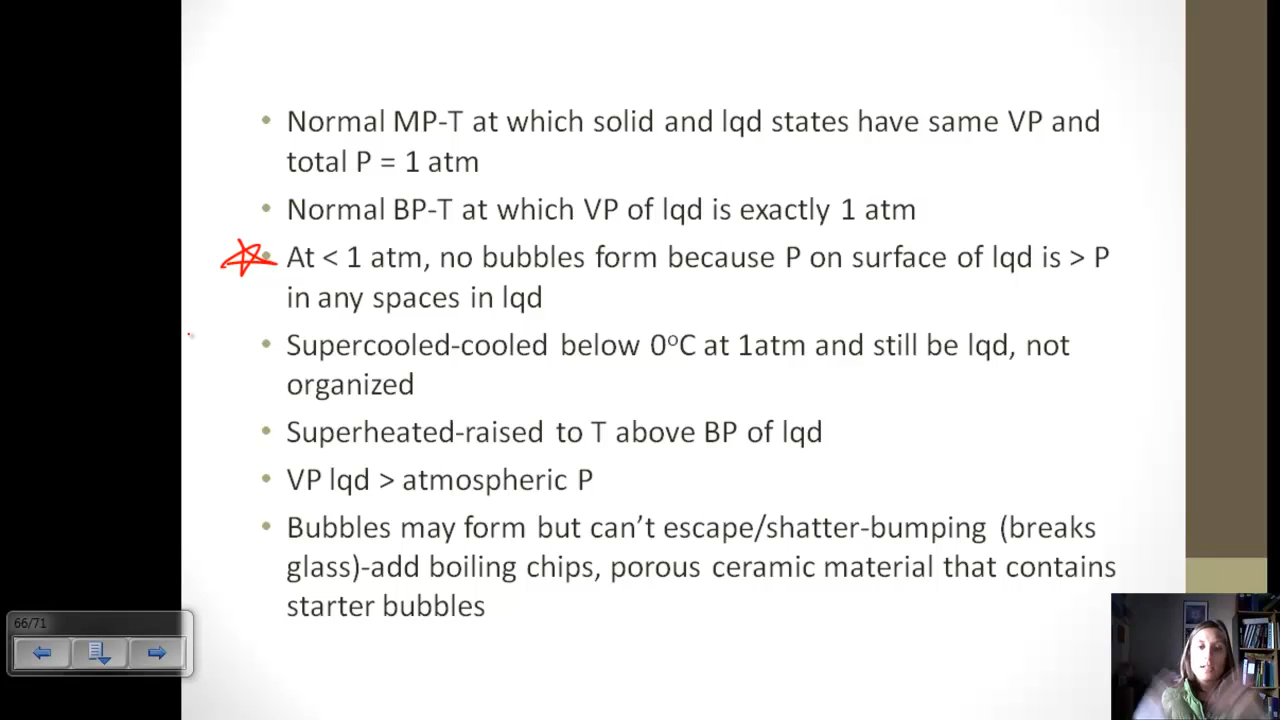 • Normal MP-T at which solid and lqd states have same VP and
total P = 1 atm
• Normal BP-T at which VP of lqd is exactly 1 atm
• At < 1 atm, no bubbles form because P on surface of lqd is > P
in any spaces in lqd
• Supercooled-cooled below 0°C at 1atm and still be lqd, not
organized
• Superheated-raised to T above BP of lqd
• VP lqd > atmospheric P
• Bubbles may form but can’t escape/shatter-bumping (breaks
glass)-add boiling chips, porous ceramic material that contains
starter bubbles
66/71